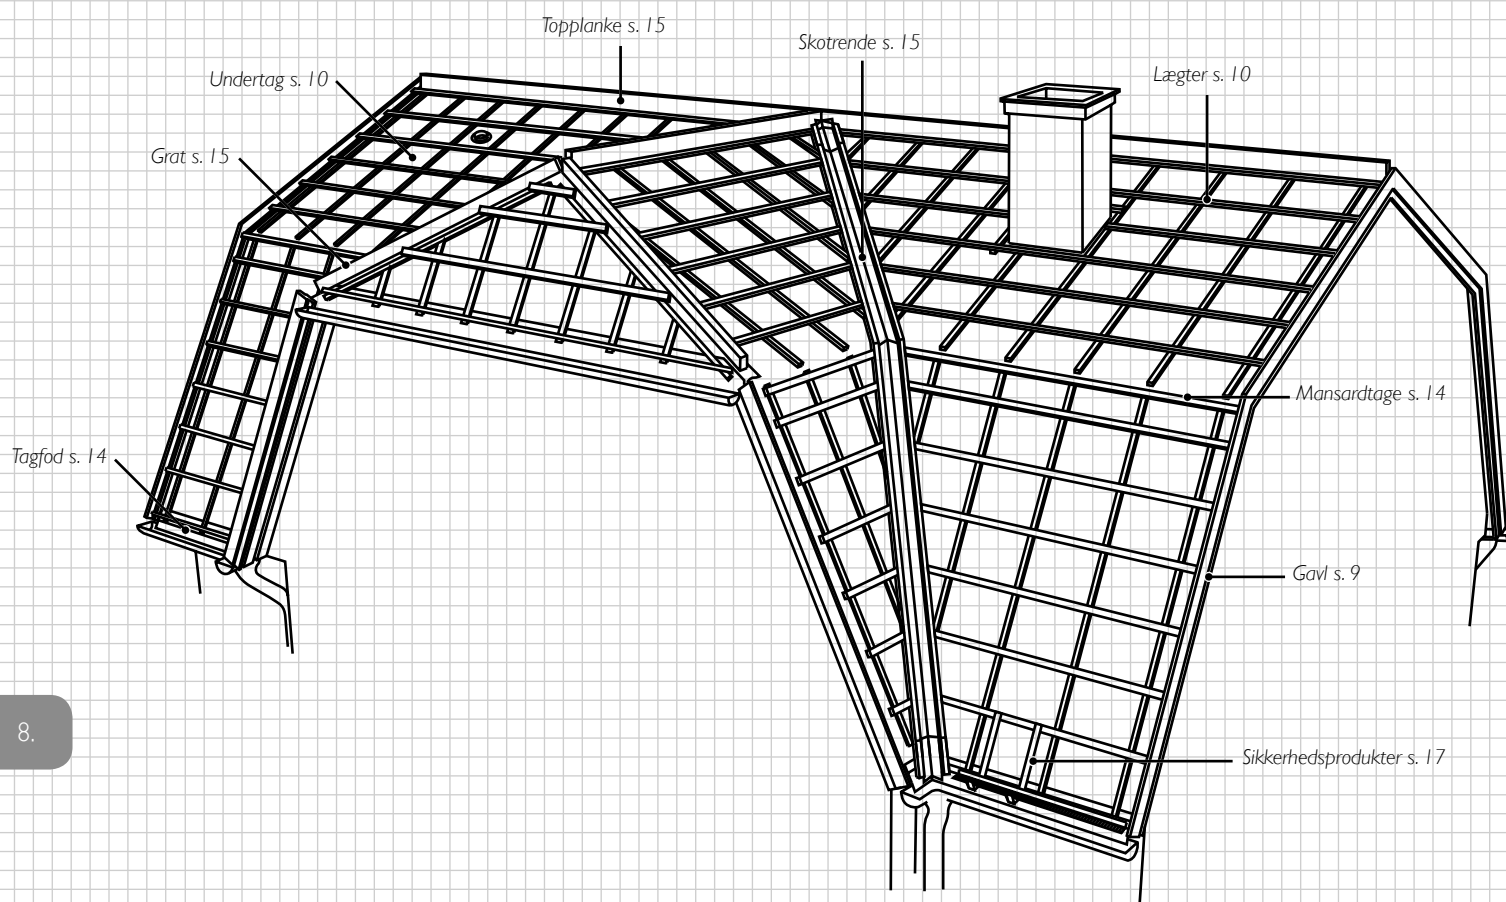 Topplanke s. 15
Skotrende s. 15
Undertag s. 10
Lægter s. 10
Grat s. 15
Mansardtage s. 14
Tagfod s. 14
Gavl s. 9
8.
Sikkerhedsprodukter s. 17